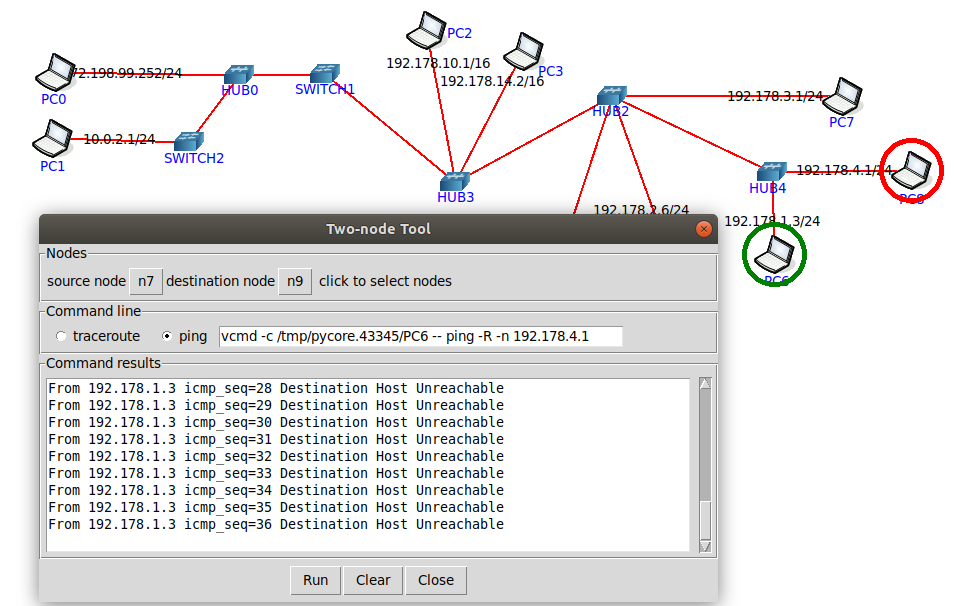 PC2
192.178.10.1/16
PC3
192.178.14.2/16
72.198.99.252/24
PC0
HUB0
SWITCH1
HUB2
192.178.3.1/24
PC7
10.0.2.1/24
PC1
SWITCH2
HUB3
HUB4
192.178.4.1/24
192.178.2.6/24
192.178.1.3/24
PC6
Two-node Tool
Nodes
source node n7 destination node n9 click to select nodes
Command line
traceroute ping vcmd -c /tmp/pycore.43345/PC6 -- ping -R -n 192.178.4.1
Command results
From 192.178.1.3 icmp_seq=28 Destination Host Unreachable
From 192.178.1.3 icmp_seq=29 Destination Host Unreachable
From 192.178.1.3 icmp_seq=30 Destination Host Unreachable
From 192.178.1.3 icmp_seq=31 Destination Host Unreachable
From 192.178.1.3 icmp_seq=32 Destination Host Unreachable
From 192.178.1.3 icmp_seq=33 Destination Host Unreachable
From 192.178.1.3 icmp_seq=34 Destination Host Unreachable
From 192.178.1.3 icmp_seq=35 Destination Host Unreachable
From 192.178.1.3 icmp_seq=36 Destination Host Unreachable
Run Clear Close